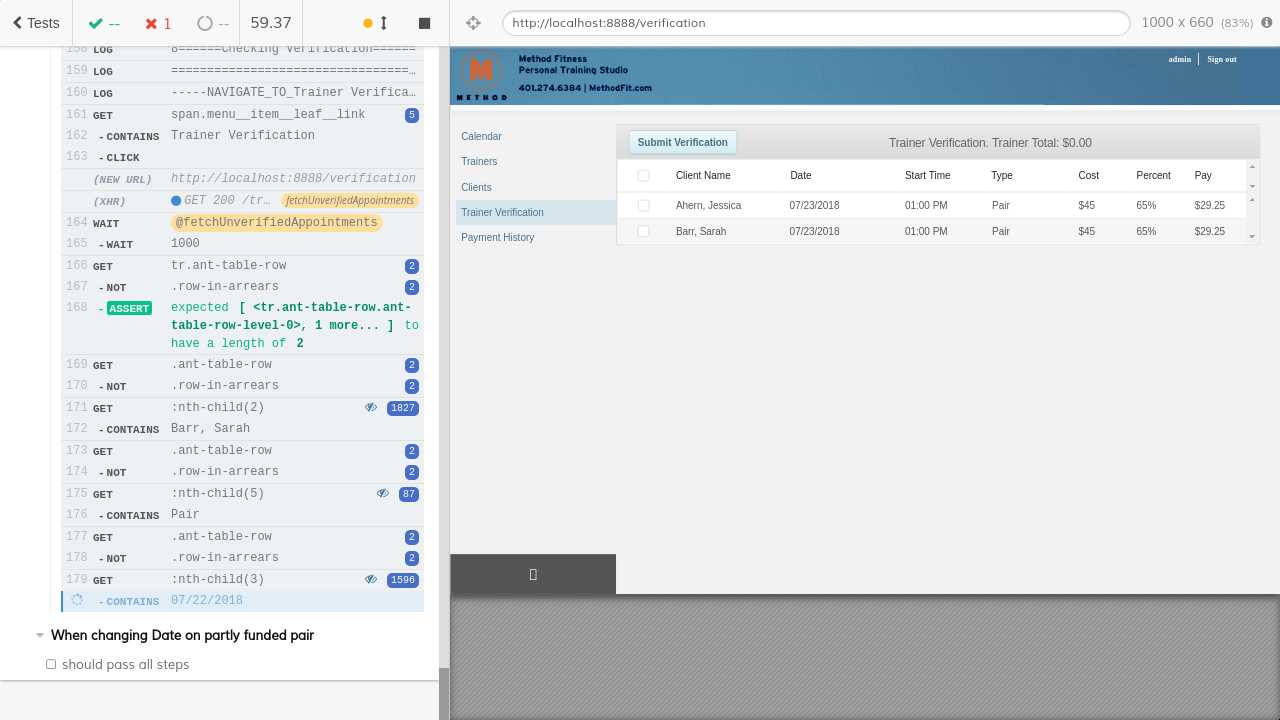 Tests -- 1 -- 59.37
http://localhost:8888/verification 1000 x 660 (83%)
158 LOG 8======Checking Verification======
159 LOG =================================…
160 LOG -----NAVIGATE_TO_Trainer Verifica…
161 GET span.menu__item__leaf__link 5
162 - CONTAINS Trainer Verification
163 - CLICK
(NEW URL) http://localhost:8888/verification
(XHR) GET 200 /tr… fetchUnverifiedAppointments
164 WAIT @fetchUnverifiedAppointments
165 - WAIT 1000
166 GET tr.ant-table-row 2
167 - NOT .row-in-arrears 2
168 - ASSERT expected [ <tr.ant-table-row.ant-
table-row-level-0>, 1 more... ] to
have a length of 2
169 GET .ant-table-row 2
170 - NOT .row-in-arrears 2
171 GET :nth-child(2) 1827
172 - CONTAINS Barr, Sarah
173 GET .ant-table-row 2
174 - NOT .row-in-arrears 2
175 GET :nth-child(5) 87
176 - CONTAINS Pair
177 GET .ant-table-row 2
178 - NOT .row-in-arrears 2
179 GET :nth-child(3) 1596
- CONTAINS 07/22/2018
When changing Date on partly funded pair
should pass all steps
M
METHOD
Method Fitness
Personal Training Studio
401.274.6384 | MethodFit.com
admin Sign out
Calendar
Trainers
Clients
Trainer Verification
Payment History
Submit Verification Trainer Verification. Trainer Total: $0.00
Client Name Date Start Time Type Cost Percent Pay
Ahern, Jessica 07/23/2018 01:00 PM Pair $45 65% $29.25
Barr, Sarah 07/23/2018 01:00 PM Pair $45 65% $29.25